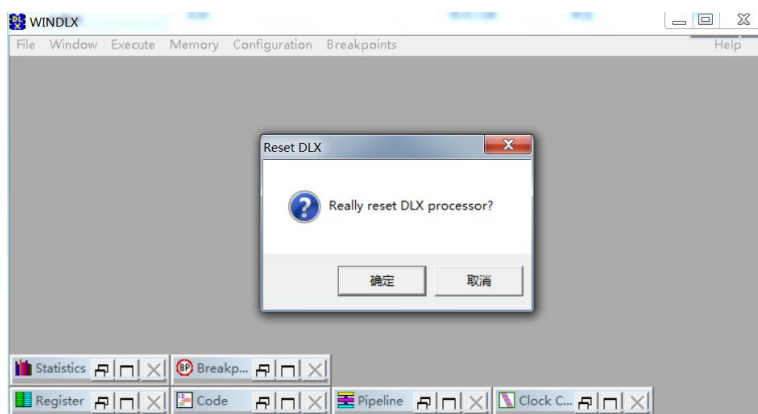 WINDLX
File Window Execute Memory Configuration Breakpoints Help
Reset DLX
Really reset DLX processor?
确定 取消
Statistics Breakp...
Register Code Pipeline Clock C...